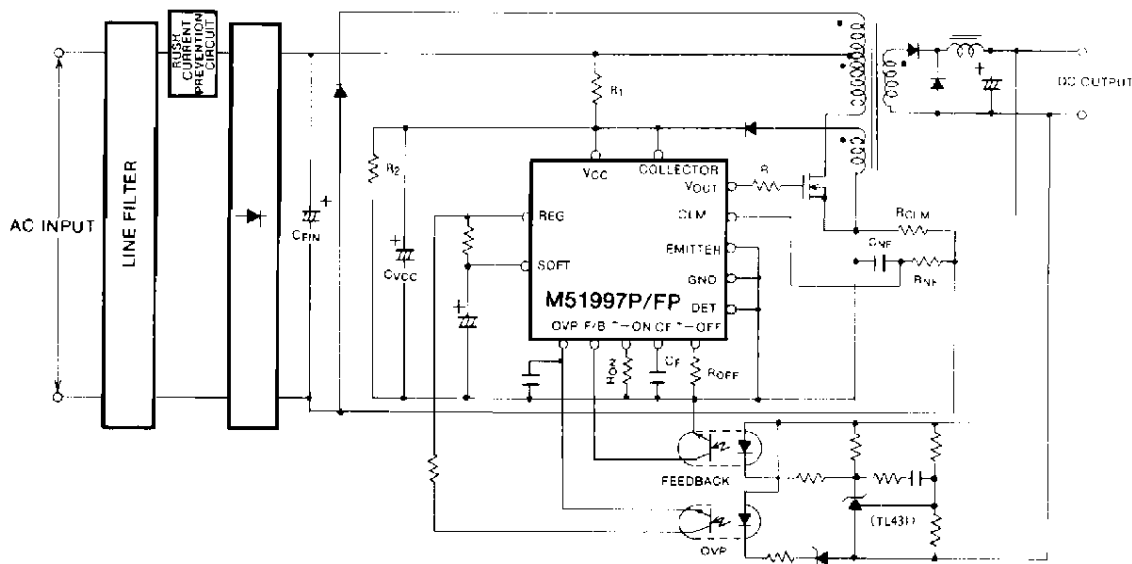 RUSH
CURRENT
PREVENTION
CIRCUIT
LINE FILTER
AC INPUT
CFIN
+
R1
R2
+
CVCC
+
VCC
COLLECTOR
VOUT
R
REG
CLM
SOFT
EMITTER
GND
M51997P/FP
DET
OVP F/B T-ON CF T-OFF
RON
CF
ROFF
RCLM
CNF
RNF
+
DC OUTPUT
FEEDBACK
OVP
(TL431)